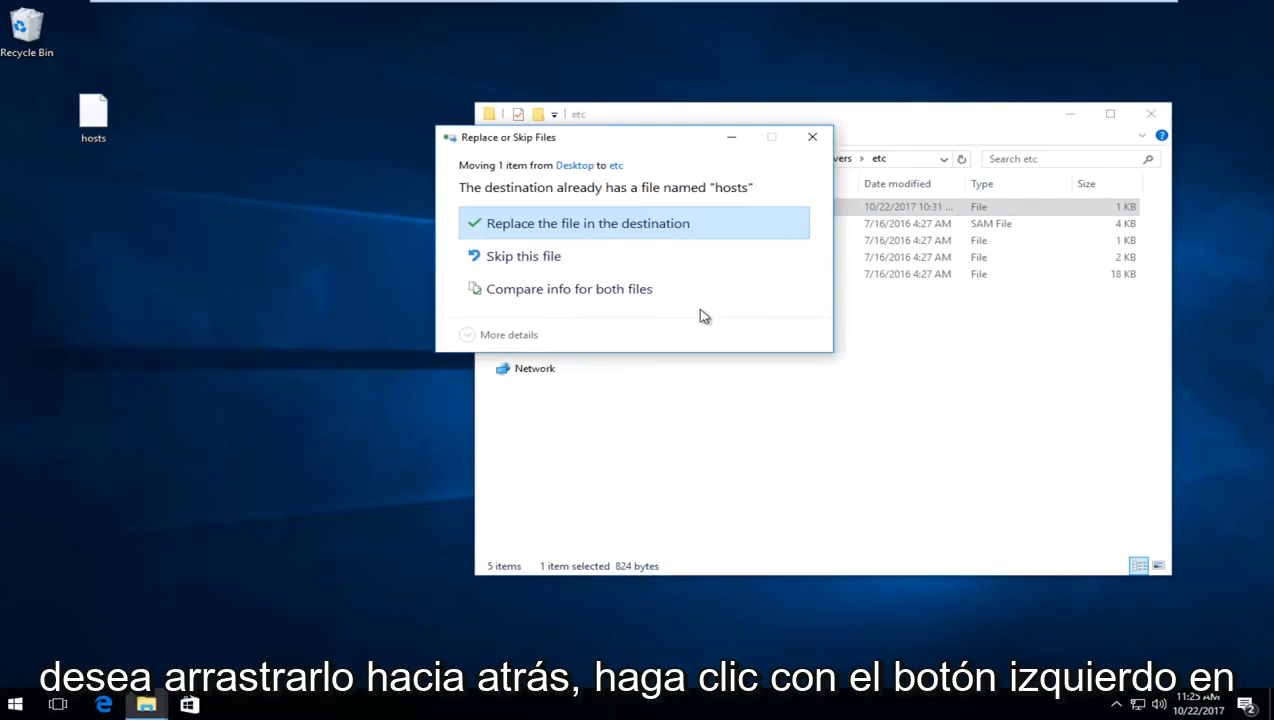 Recycle Bin
hosts
etc
Replace or Skip Files
Moving 1 item from Desktop to etc
The destination already has a file named "hosts"
Replace the file in the destination
Skip this file
Compare info for both files
More details
vers › etc
Search etc
Date modified Type Size
10/22/2017 10:31 ... File 1 KB
7/16/2016 4:27 AM SAM File 4 KB
7/16/2016 4:27 AM File 1 KB
7/16/2016 4:27 AM File 2 KB
7/16/2016 4:27 AM File 18 KB
Network
5 items 1 item selected 824 bytes
desea arrastrarlo hacia atrás, haga clic con el botón izquierdo en
11:25 AM
10/22/2017
2